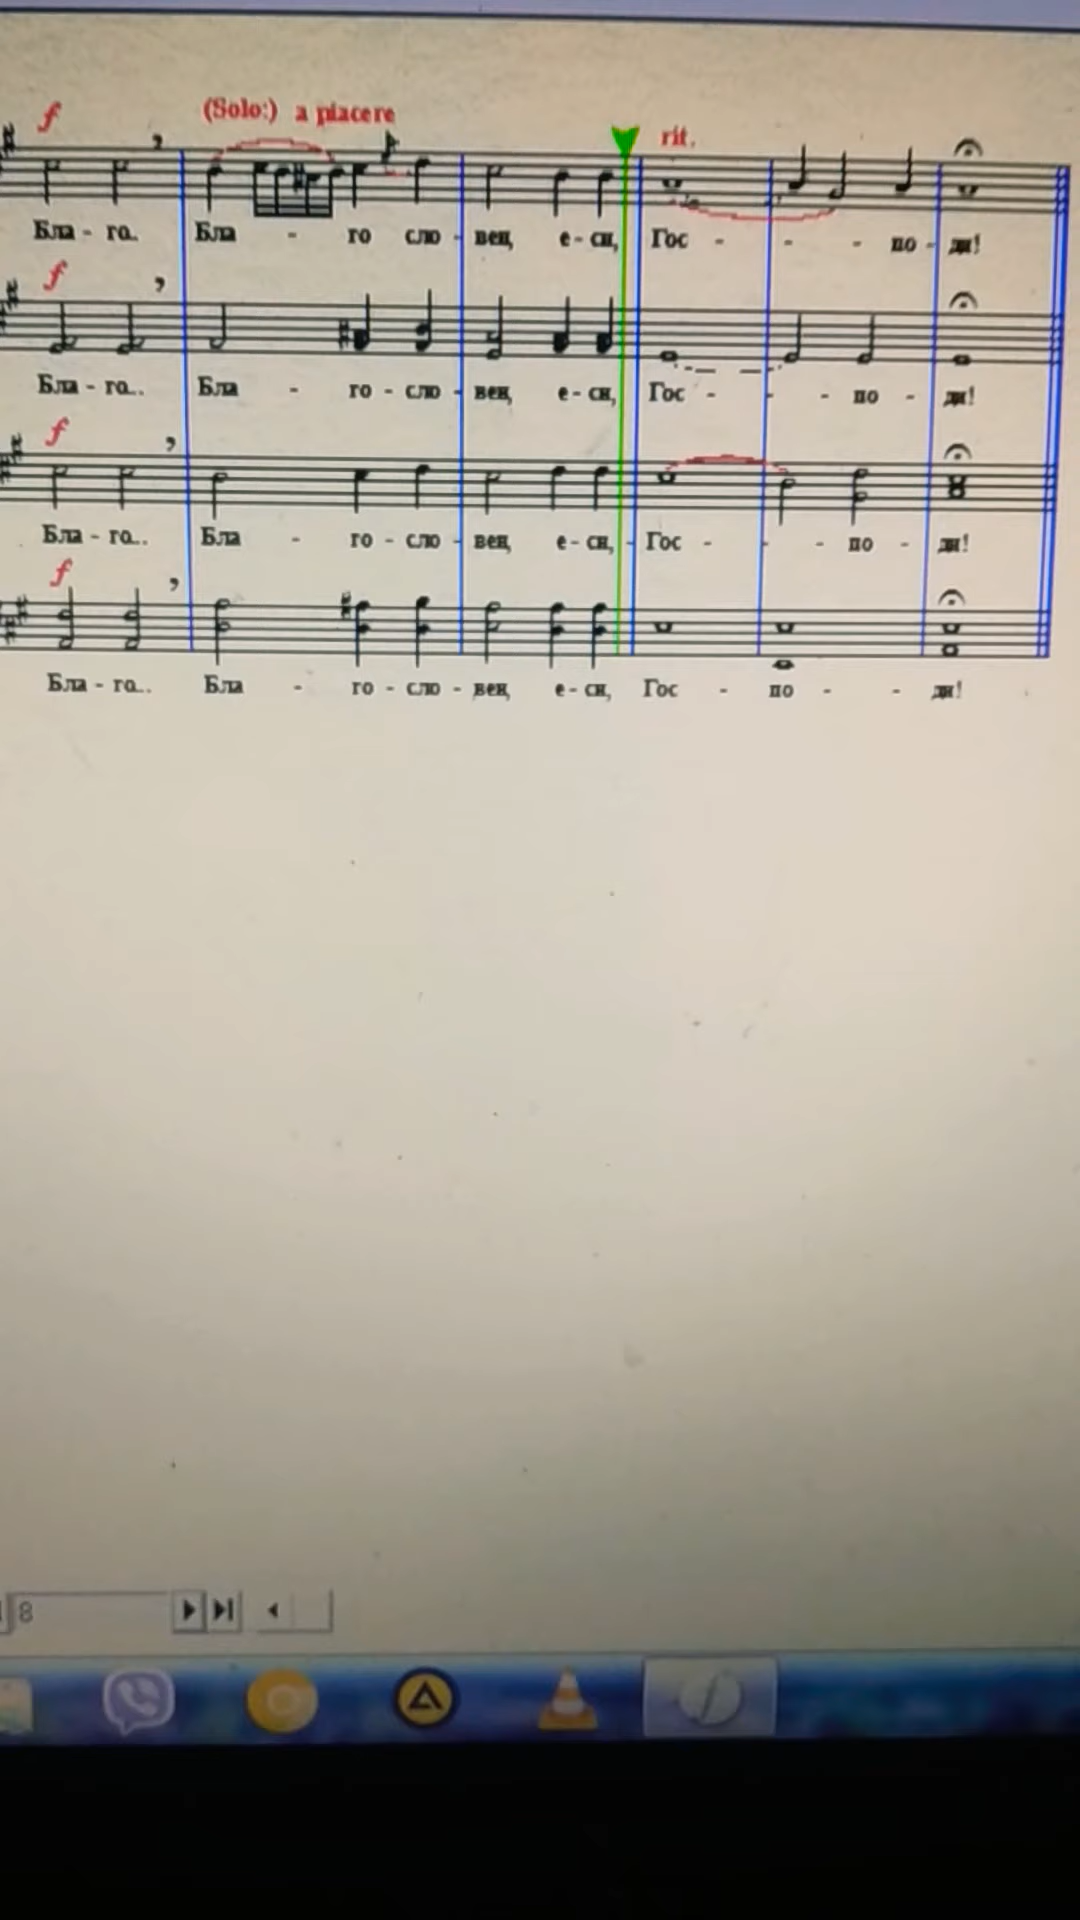 f (Solo:) a piacere rit.
Бла - го.. Бла - го сло - вен, е - си, Гос - - - по - ди!
f
Бла - го.. Бла - го - сло - вен, е - си, Гос - - - по - ди!
f
Бла - го.. Бла - го - сло - вен, е - си, - Гос - - - по - ди!
f
Бла - го.. Бла - го - сло - вен, е - си, Гос - по - - ди!
8